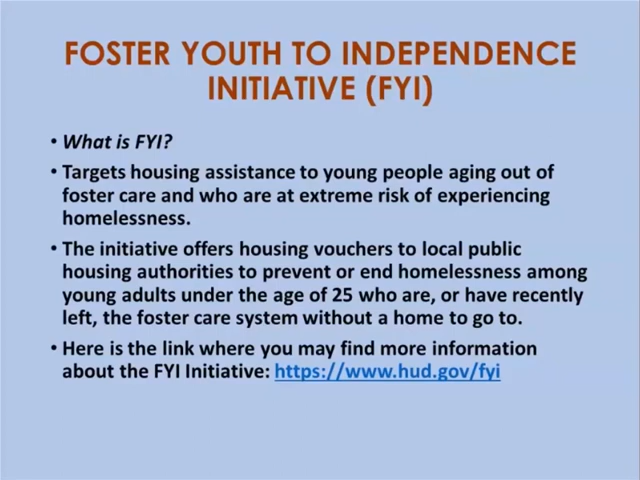 FOSTER YOUTH TO INDEPENDENCE
INITIATIVE (FYI)
• What is FYI?
• Targets housing assistance to young people aging out of
foster care and who are at extreme risk of experiencing
homelessness.
• The initiative offers housing vouchers to local public
housing authorities to prevent or end homelessness among
young adults under the age of 25 who are, or have recently
left, the foster care system without a home to go to.
• Here is the link where you may find more information
about the FYI Initiative: https://www.hud.gov/fyi